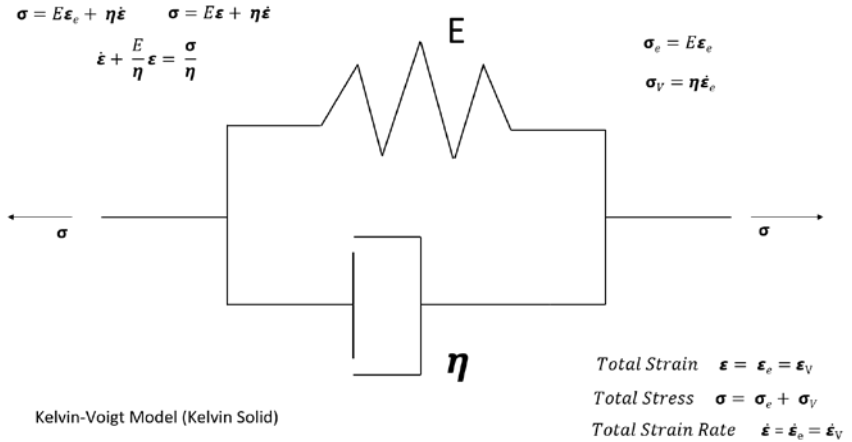 σ = Eε_e + ηε̇    σ = Eε + ηε̇
ε̇ + E/η ε = σ/η
E
σ_e = Eε_e
σ_V = ηε̇_e
σ
σ
η
Total Strain ε = ε_e = ε_V
Total Stress σ = σ_e + σ_V
Total Strain Rate ε̇ = ε̇_e = ε̇_V
Kelvin-Voigt Model (Kelvin Solid)